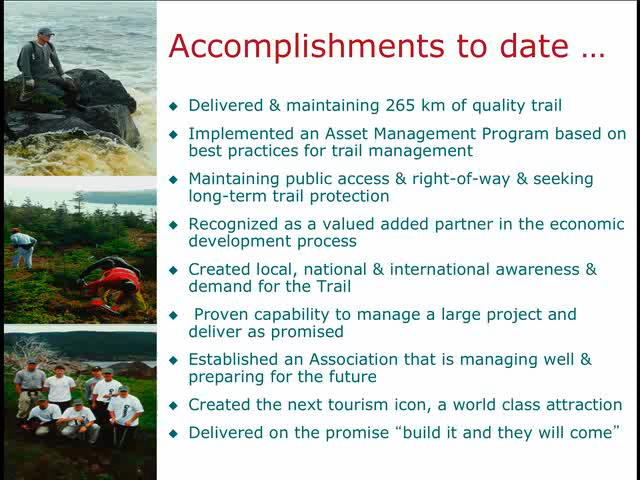 Accomplishments to date ...
◆ Delivered & maintaining 265 km of quality trail
◆ Implemented an Asset Management Program based on
best practices for trail management
◆ Maintaining public access & right-of-way & seeking
long-term trail protection
◆ Recognized as a valued added partner in the economic
development process
◆ Created local, national & international awareness &
demand for the Trail
◆ Proven capability to manage a large project and
deliver as promised
◆ Established an Association that is managing well &
preparing for the future
◆ Created the next tourism icon, a world class attraction
◆ Delivered on the promise “build it and they will come”